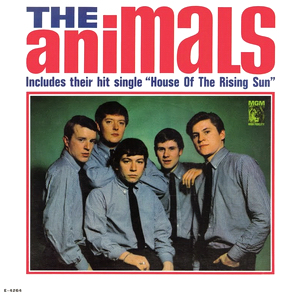 THE
animals
Includes their hit single "House Of The Rising Sun"
MGM
E-4264